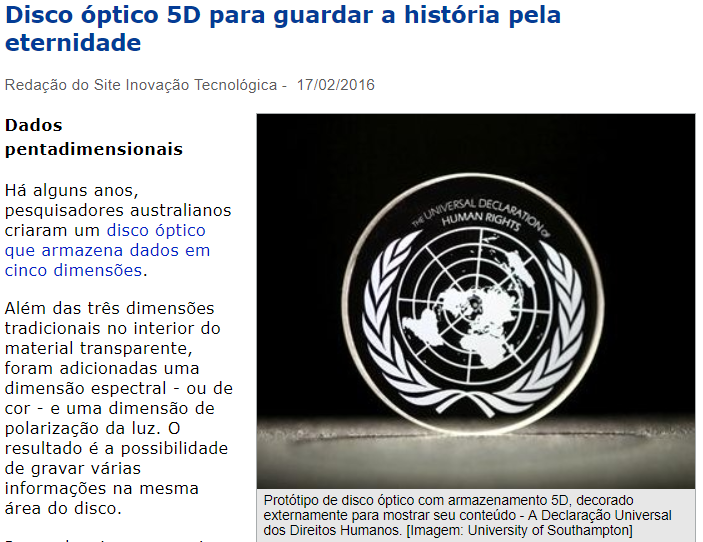 Disco óptico 5D para guardar a história pela
eternidade
Redação do Site Inovação Tecnológica - 17/02/2016
Dados
pentadimensionais
Há alguns anos,
pesquisadores australianos
criaram um disco óptico
que armazena dados em
cinco dimensões.
Além das três dimensões
tradicionais no interior do
material transparente,
foram adicionadas uma
dimensão espectral - ou de
cor - e uma dimensão de
polarização da luz. O
resultado é a possibilidade
de gravar várias
informações na mesma
área do disco.
THE UNIVERSAL DECLARATION OF
HUMAN RIGHTS
Protótipo de disco óptico com armazenamento 5D, decorado
externamente para mostrar seu conteúdo - A Declaração Universal
dos Direitos Humanos. [Imagem: University of Southampton]